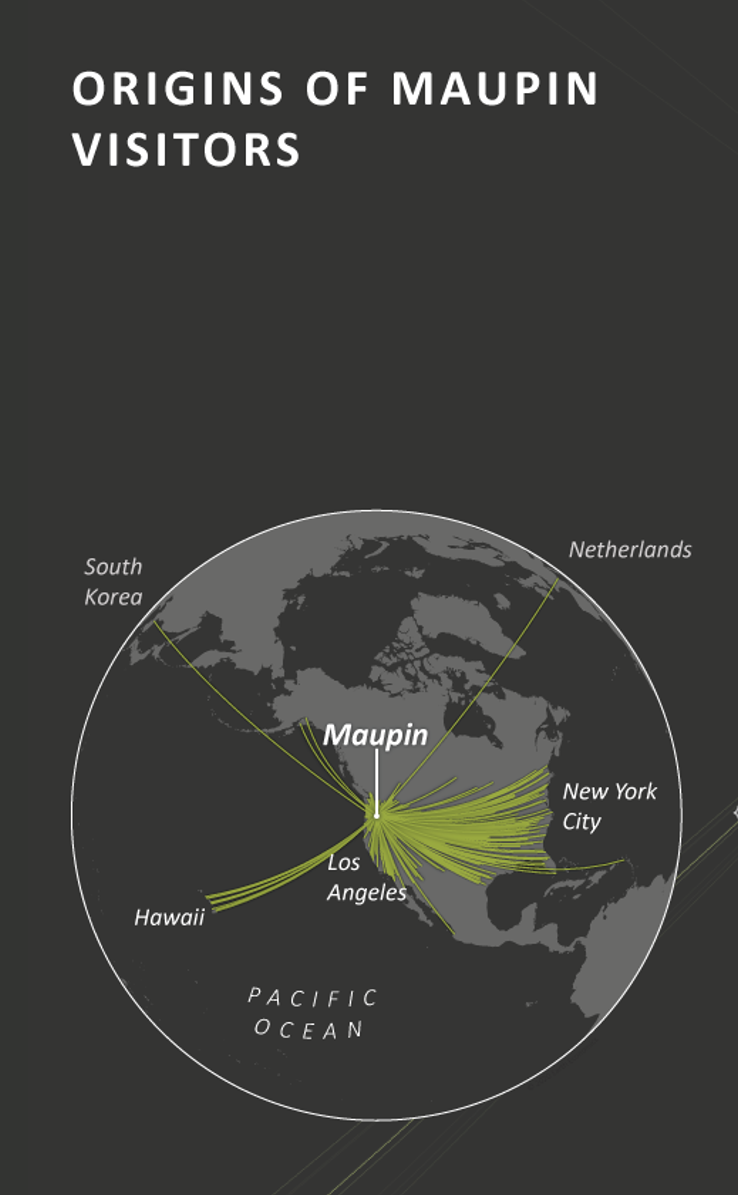 ORIGINS OF MAUPIN
VISITORS
South
Korea
Netherlands
Maupin
New York
City
Los
Angeles
Hawaii
PACIFIC
OCEAN